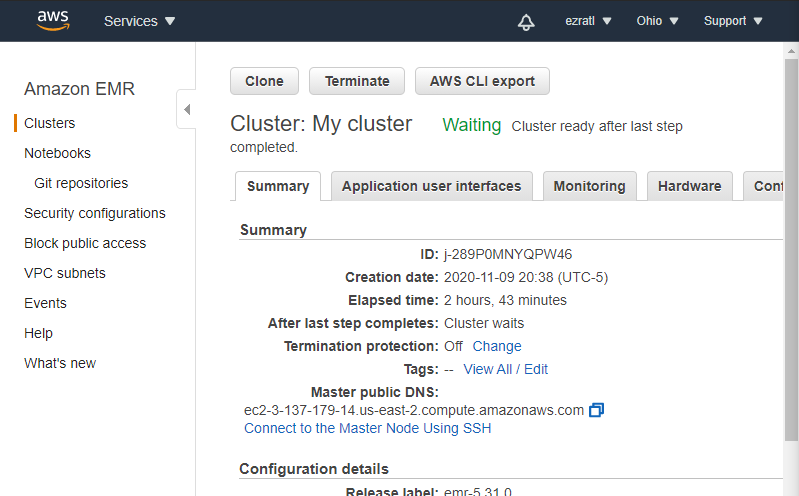 aws Services ezratl Ohio Support
Amazon EMR
Clusters
Notebooks
Git repositories
Security configurations
Block public access
VPC subnets
Events
Help
What's new
Clone Terminate AWS CLI export
Cluster: My cluster Waiting Cluster ready after last step
completed.
Summary Application user interfaces Monitoring Hardware Conf
Summary
ID: j-289P0MNYQPW46
Creation date: 2020-11-09 20:38 (UTC-5)
Elapsed time: 2 hours, 43 minutes
After last step completes: Cluster waits
Termination protection: Off Change
Tags: -- View All / Edit
Master public DNS:
ec2-3-137-179-14.us-east-2.compute.amazonaws.com
Connect to the Master Node Using SSH
Configuration details
Release label: emr-5.31.0